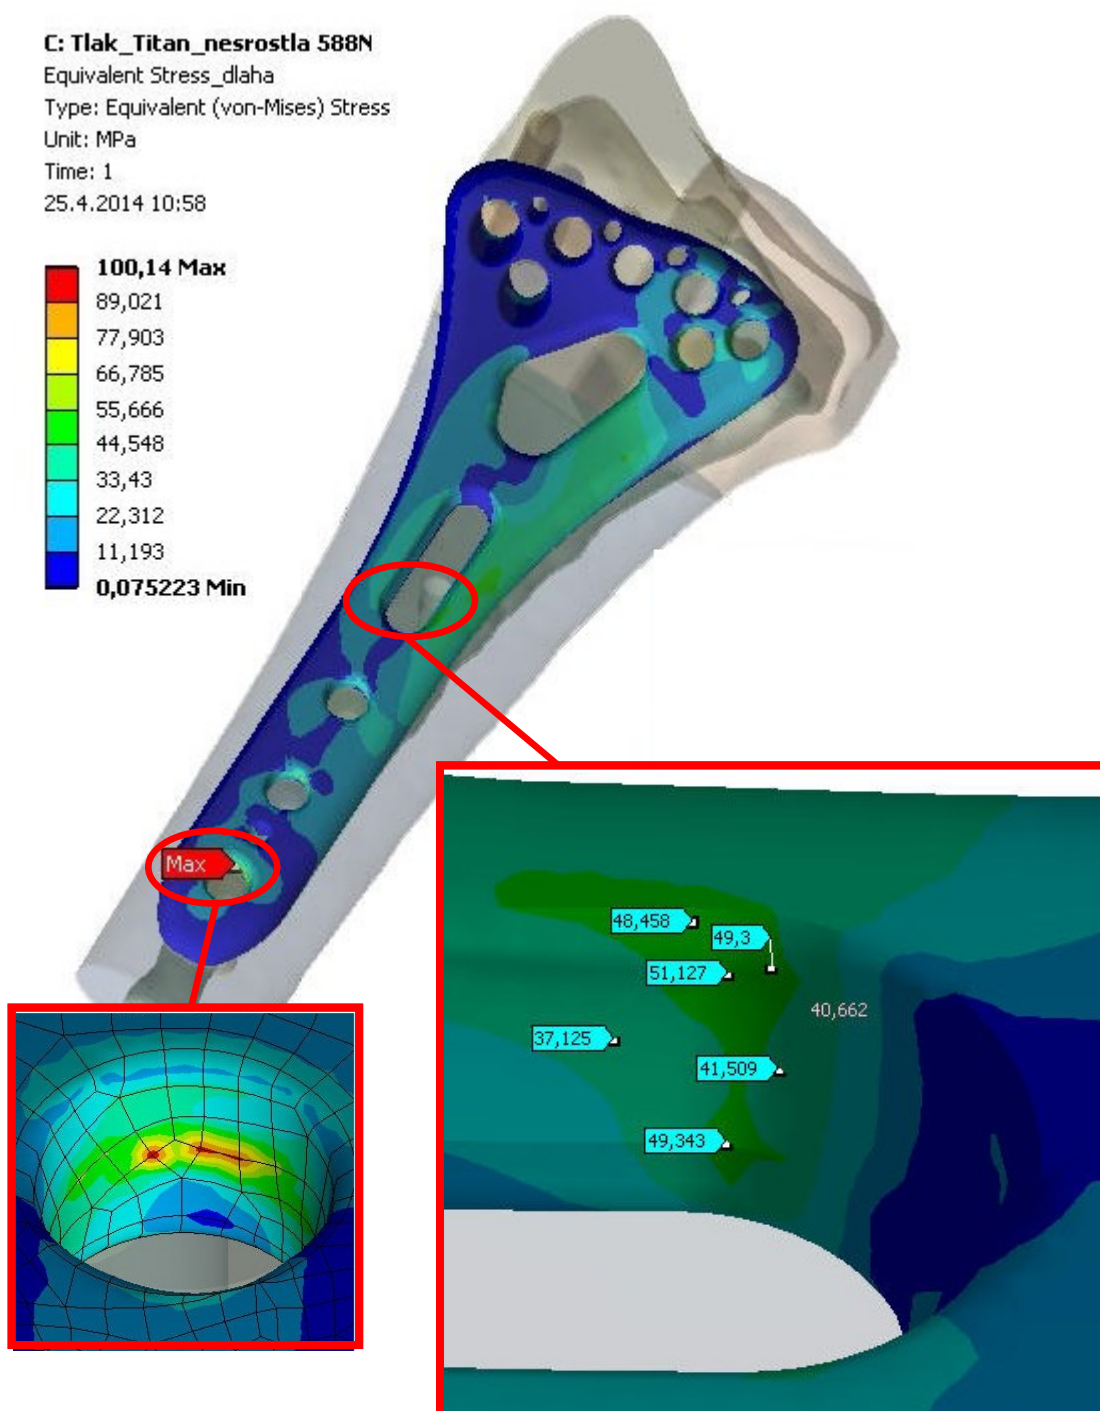 C: Tlak_Titan_nesrostla 588N
Equivalent Stress_dlaha
Type: Equivalent (von-Mises) Stress
Unit: MPa
Time: 1
25.4.2014 10:58
100,14 Max
89,021
77,903
66,785
55,666
44,548
33,43
22,312
11,193
0,075223 Min
Max
48,458
49,3
51,127
40,662
37,125
41,509
49,343